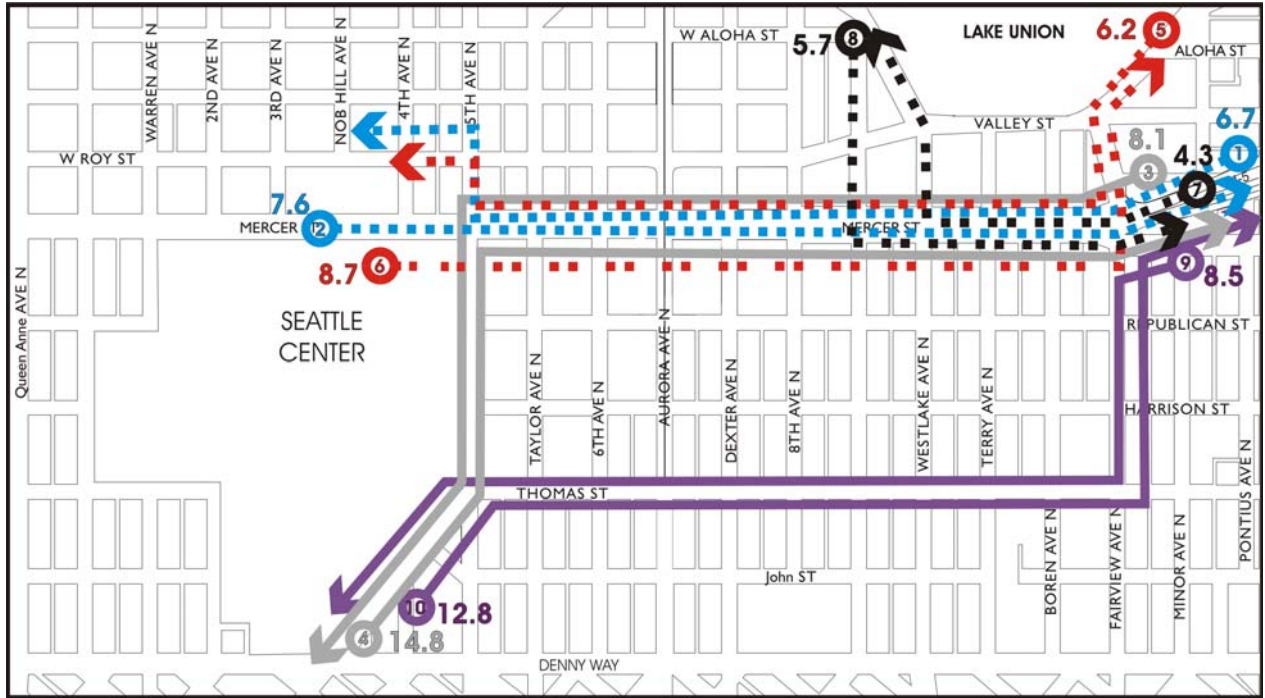 WARREN AVE N
2ND AVE N
3RD AVE N
NOB HILL AVE N
4TH AVE N
5TH AVE N
W ALOHA ST
LAKE UNION
ALOHA ST
5.7
8
6.2
5
VALLEY ST
6.7
1
W ROY ST
8.1
3
4.3
7
7.6
MERCER
2
MERCER ST
8.7
6
9
8.5
Queen Anne AVE N
SEATTLE
CENTER
REPUBLICAN ST
TAYLOR AVE N
6TH AVE N
AURORA AVE N
DEXTER AVE N
8TH AVE N
WESTLAKE AVE N
TERRY AVE N
HARRISON ST
PONTIUS AVE N
THOMAS ST
BOREN AVE N
FAIRVIEW AVE N
MINOR AVE N
John ST
10
12.8
4
14.8
DENNY WAY